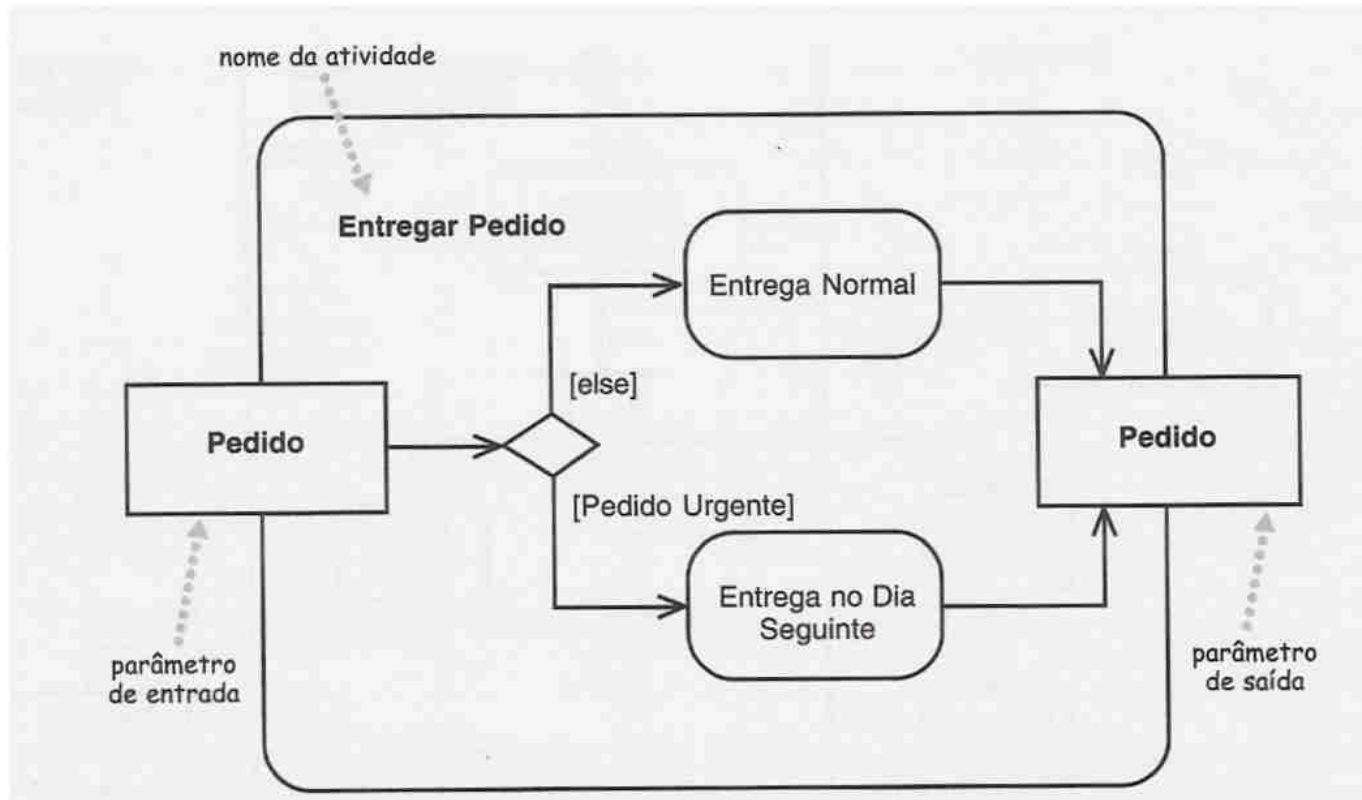 nome da atividade
Entregar Pedido
Entrega Normal
[else]
Pedido
Pedido
[Pedido Urgente]
Entrega no Dia
Seguinte
parâmetro
de entrada
parâmetro
de saída